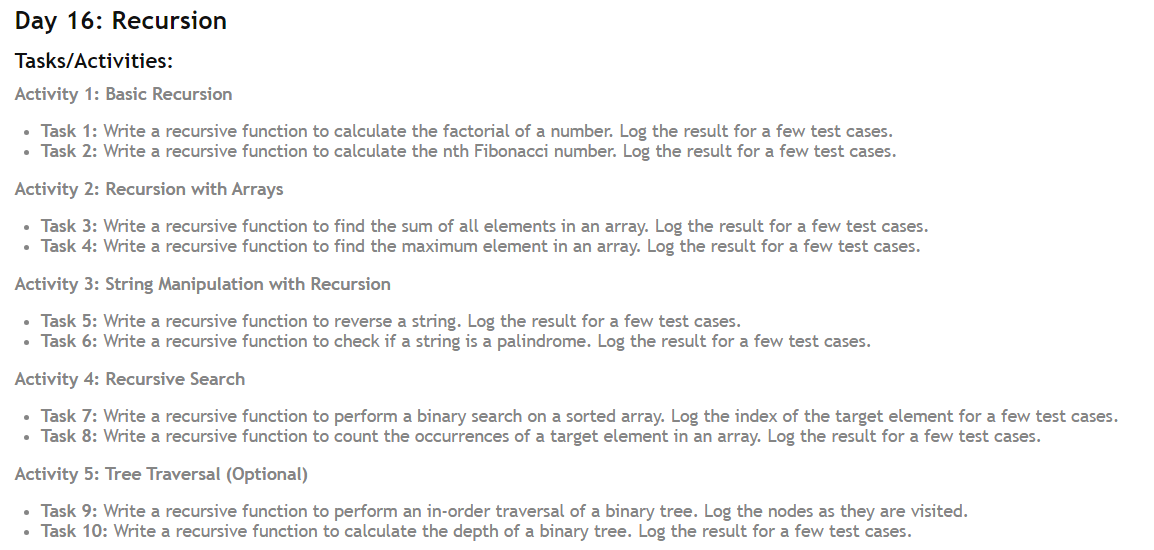 Day 16: Recursion
Tasks/Activities:
Activity 1: Basic Recursion
• Task 1: Write a recursive function to calculate the factorial of a number. Log the result for a few test cases.
• Task 2: Write a recursive function to calculate the nth Fibonacci number. Log the result for a few test cases.
Activity 2: Recursion with Arrays
• Task 3: Write a recursive function to find the sum of all elements in an array. Log the result for a few test cases.
• Task 4: Write a recursive function to find the maximum element in an array. Log the result for a few test cases.
Activity 3: String Manipulation with Recursion
• Task 5: Write a recursive function to reverse a string. Log the result for a few test cases.
• Task 6: Write a recursive function to check if a string is a palindrome. Log the result for a few test cases.
Activity 4: Recursive Search
• Task 7: Write a recursive function to perform a binary search on a sorted array. Log the index of the target element for a few test cases.
• Task 8: Write a recursive function to count the occurrences of a target element in an array. Log the result for a few test cases.
Activity 5: Tree Traversal (Optional)
• Task 9: Write a recursive function to perform an in-order traversal of a binary tree. Log the nodes as they are visited.
• Task 10: Write a recursive function to calculate the depth of a binary tree. Log the result for a few test cases.